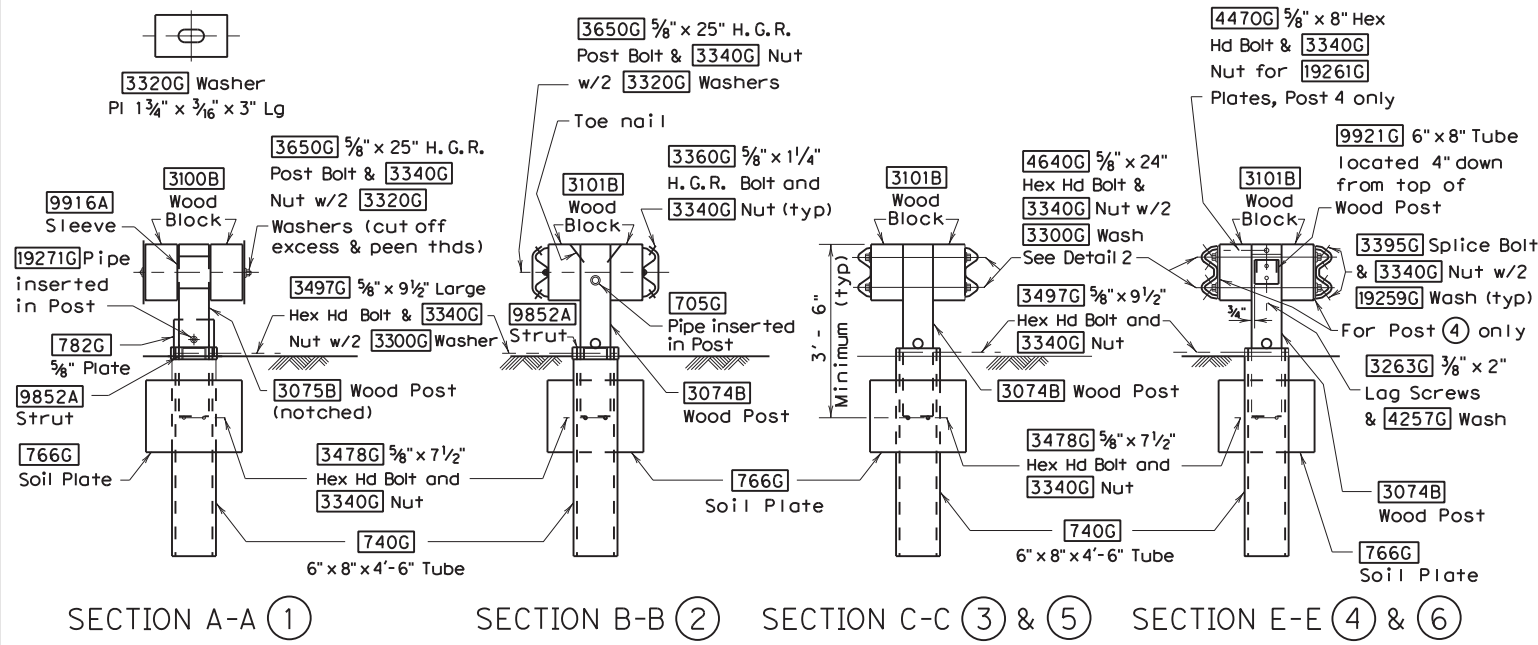 3320G Washer
Pl 1 3/4" x 3/16" x 3" Lg
3650G 5/8" x 25" H.G.R.
Post Bolt & 3340G
Nut w/2 3320G
Washers (cut off
excess & peen thds)
3100B
Wood
Block
9916A
Sleeve
19271G Pipe
inserted
in Post
782G
5/8" Plate
9852A
Strut
766G
Soil Plate
3497G 5/8" x 9 1/2" Large
Hex Hd Bolt & 3340G
Nut w/2 3300G Washer
3075B Wood Post
(notched)
3478G 5/8" x 7 1/2"
Hex Hd Bolt and
3340G Nut
740G
6" x 8" x 4'-6" Tube
SECTION A-A 1
3650G 5/8" x 25" H.G.R.
Post Bolt & 3340G Nut
w/2 3320G Washers
Toe nail
3101B
Wood
Block
3360G 5/8" x 1 1/4"
H.G.R. Bolt and
3340G Nut (typ)
9852A
Strut
705G
Pipe inserted
in Post
3074B
Wood Post
766G
Soil Plate
SECTION B-B 2
3'- 6"
Minimum (typ)
3101B
Wood
Block
4640G 5/8" x 24"
Hex Hd Bolt &
3340G Nut w/2
3300G Wash
See Detail 2
3497G 5/8" x 9 1/2"
Hex Hd Bolt and
3340G Nut
3074B Wood Post
3478G 5/8" x 7 1/2"
Hex Hd Bolt and
3340G Nut
740G
6" x 8" x 4'-6" Tube
SECTION C-C 3 & 5
4470G 5/8" x 8" Hex
Hd Bolt & 3340G
Nut for 19261G
Plates, Post 4 only
9921G 6" x 8" Tube
located 4" down
from top of
Wood Post
3101B
Wood
Block
3395G Splice Bolt
& 3340G Nut w/2
19259G Wash (typ)
3/4"
For Post 4 only
3263G 3/8" x 2"
Lag Screws
& 4257G Wash
3074B
Wood Post
766G
Soil Plate
SECTION E-E 4 & 6